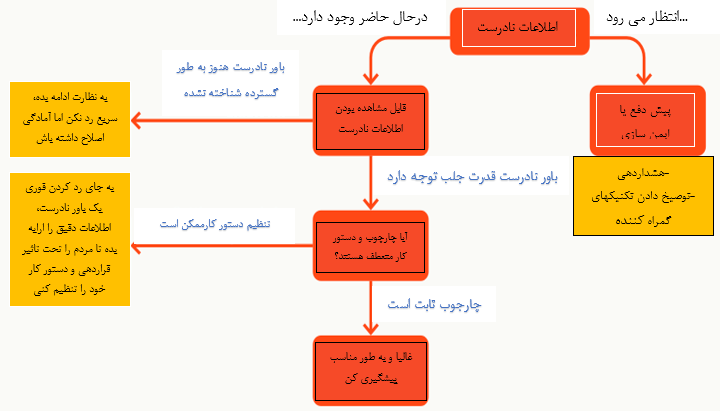 انتظار می رود...
درحال حاضر وجود دارد...
اطلاعات نادرست
پیش دفع یا
ایمن سازی
-هشداردهی
-توصیخ دادن تکنیکهای
گمراه کننده
قابل مشاهده بودن
اطلاعات نادرست
باور نادرست هنوز به طور
گسترده شناخته نشده
به نظارت ادامه بده،
سریع رد نکن اما آمادگی
اصلاح داشته باش
باور نادرست قدرت جلب توجه دارد
آیا چارچوب و دستور
کار منعطف هستند؟
تنظیم دستور کارممکن است
به جای رد کردن فوری
یک باور نادرست،
اطلاعات دقیق را ارایه
بده تا مردم را تحت تاثیر
قراردهی و دستور کار
خود را تنظیم کنی
چارچوب ثابت است
غالبا و به طور مناسب
پیشگیری کن